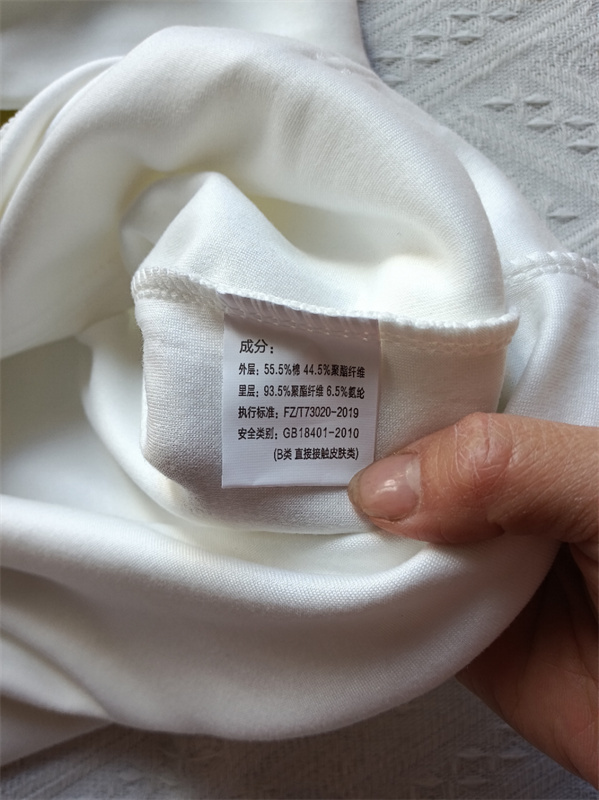 成分：
外层：55.5%棉 44.5%聚酯纤维
里层：93.5%聚酯纤维 6.5%氨纶
执行标准：FZ/T73020-2019
安全类别：GB18401-2010
(B类 直接接触皮肤类)